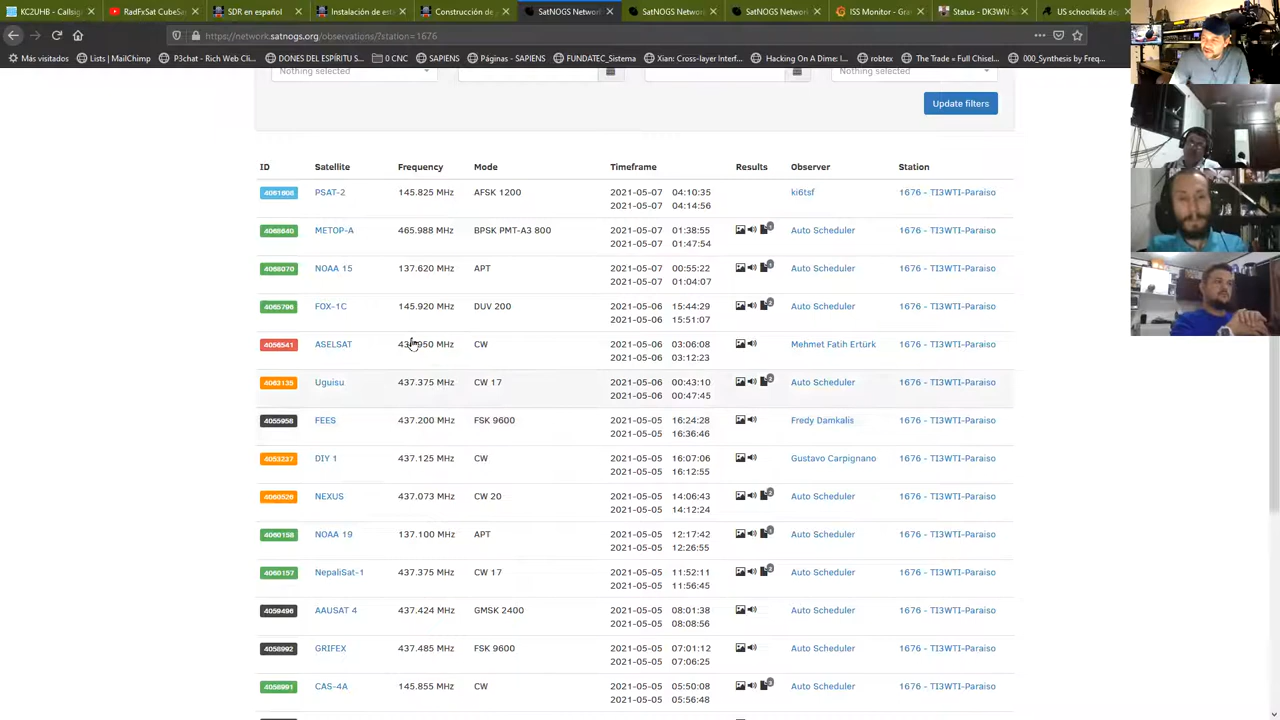 KC2UHB - Callsig
RadFxSat CubeSa
SDR en español
Instalación de
Construcción de
SatNOGS Network
SatNOGS Network
SatNOGS Network
ISS Monitor - Gra
Status - DK3WN
US schoolkids de
https://network.satnogs.org/observations/?station=1676
Más visitados
Lists | MailChimp
P3chat - Rich Web Cli...
DONES DEL ESPÍRITU S...
D CNC
SAPIENS
FUNDATEC_Sistema
Xian: Cross-layer Interf...
Hacking On A Dime: I...
robtex
The Trade « Full Chisel...
000_Synthesis by Freq...
Nothing selected
Nothing selected
Update filters
ID Satellite Frequency Mode Timeframe Results Observer Station
PSAT-2 145.825 MHz AFSK 1200 2021-05-07 04:10:35 ki6tsf 1676 - TI3WTI-Paraiso
2021-05-07 04:14:56
4068640 METOP-A 465.988 MHz BPSK PMT-A3 800 2021-05-07 01:38:55 Auto Scheduler 1676 - TI3WTI-Paraiso
2021-05-07 01:47:54
4068070 NOAA 15 137.620 MHz APT 2021-05-07 00:55:22 Auto Scheduler 1676 - TI3WTI-Paraiso
2021-05-07 01:04:07
4065796 FOX-1C 145.920 MHz DUV 200 2021-05-06 15:44:29 Auto Scheduler 1676 - TI3WTI-Paraiso
2021-05-06 15:51:07
4056541 ASELSAT MHz CW 2021-05-06 03:06:08 Mehmet Fatih Ertürk 1676 - TI3WTI-Paraiso
2021-05-06 03:12:23
4063135 Uguisu 437.375 MHz CW 17 2021-05-06 00:43:10 Auto Scheduler 1676 - TI3WTI-Paraiso
2021-05-06 00:47:45
4055958 FEES 437.200 MHz FSK 9600 2021-05-05 16:24:28 Fredy Damkalis 1676 - TI3WTI-Paraiso
2021-05-05 16:36:46
4053237 DIY 1 437.125 MHz CW 2021-05-05 16:07:06 Gustavo Carpignano 1676 - TI3WTI-Paraiso
2021-05-05 16:12:55
4060526 NEXUS 437.073 MHz CW 20 2021-05-05 14:00:43 Auto Scheduler 1676 - TI3WTI-Paraiso
2021-05-05 14:12:24
4060158 NOAA 19 137.100 MHz APT 2021-05-05 12:17:42 Auto Scheduler 1676 - TI3WTI-Paraiso
2021-05-05 12:26:55
4060157 NepaliSat-1 437.375 MHz CW 17 2021-05-05 11:52:11 Auto Scheduler 1676 - TI3WTI-Paraiso
2021-05-05 11:56:45
4059496 AAUSAT 4 437.424 MHz GMSK 2400 2021-05-05 08:01:38 Auto Scheduler 1676 - TI3WTI-Paraiso
2021-05-05 08:08:56
4058992 GRIFEX 437.485 MHz FSK 9600 2021-05-05 07:01:12 Auto Scheduler 1676 - TI3WTI-Paraiso
2021-05-05 07:06:25
4058991 CAS-4A 145.855 MHz CW 2021-05-05 05:50:08 Auto Scheduler 1676 - TI3WTI-Paraiso
2021-05-05 05:56:48